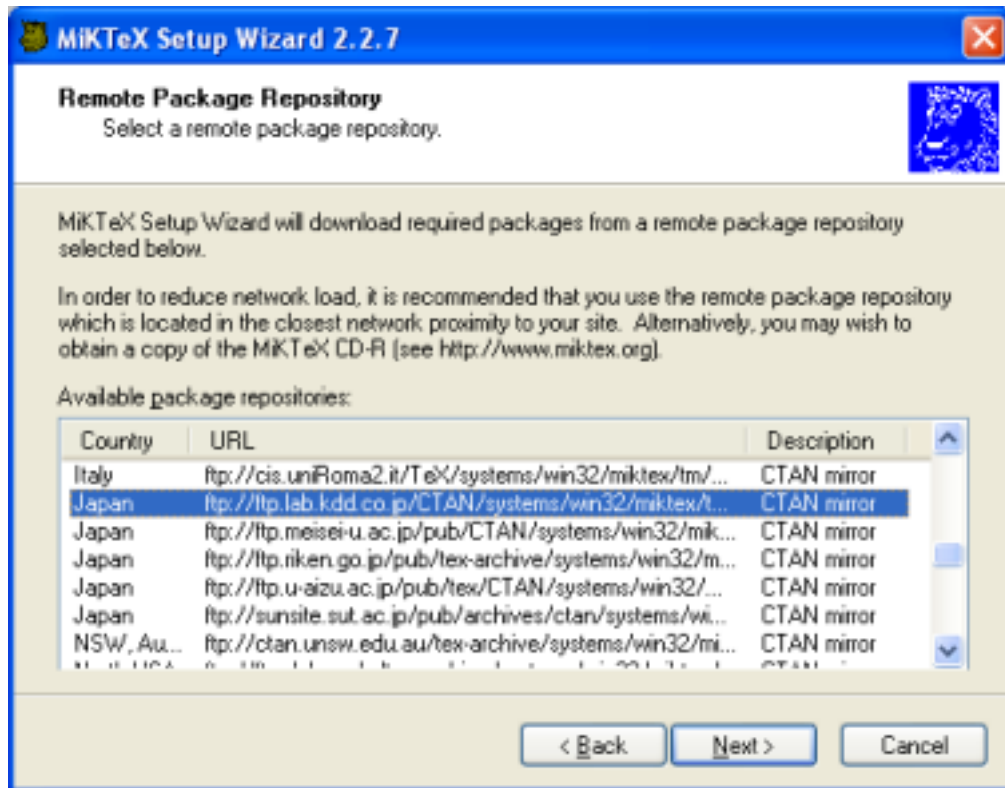 MiKTeX Setup Wizard 2.2.7
Remote Package Repository
Select a remote package repository.
MiKTeX Setup Wizard will download required packages from a remote package repository
selected below.
In order to reduce network load, it is recommended that you use the remote package repository
which is located in the closest network proximity to your site. Alternatively, you may wish to
obtain a copy of the MiKTeX CD-R (see http://www.miktex.org).
Available package repositories:
Country URL Description
Italy ftp://cis.uniRoma2.it/TeX/systems/win32/miktex/tm/... CTAN mirror
Japan ftp://ftp.lab.kdd.co.jp/CTAN/systems/win32/miktex/t... CTAN mirror
Japan ftp://ftp.meisei-u.ac.jp/pub/CTAN/systems/win32/mik... CTAN mirror
Japan ftp://ftp.riken.go.jp/pub/tex-archive/systems/win32/m... CTAN mirror
Japan ftp://ftp.u-aizu.ac.jp/pub/tex/CTAN/systems/win32/... CTAN mirror
Japan ftp://sunsite.sut.ac.jp/pub/archives/ctan/systems/wi... CTAN mirror
NSW, Au... ftp://ctan.unsw.edu.au/tex-archive/systems/win32/mi... CTAN mirror
< Back Next > Cancel